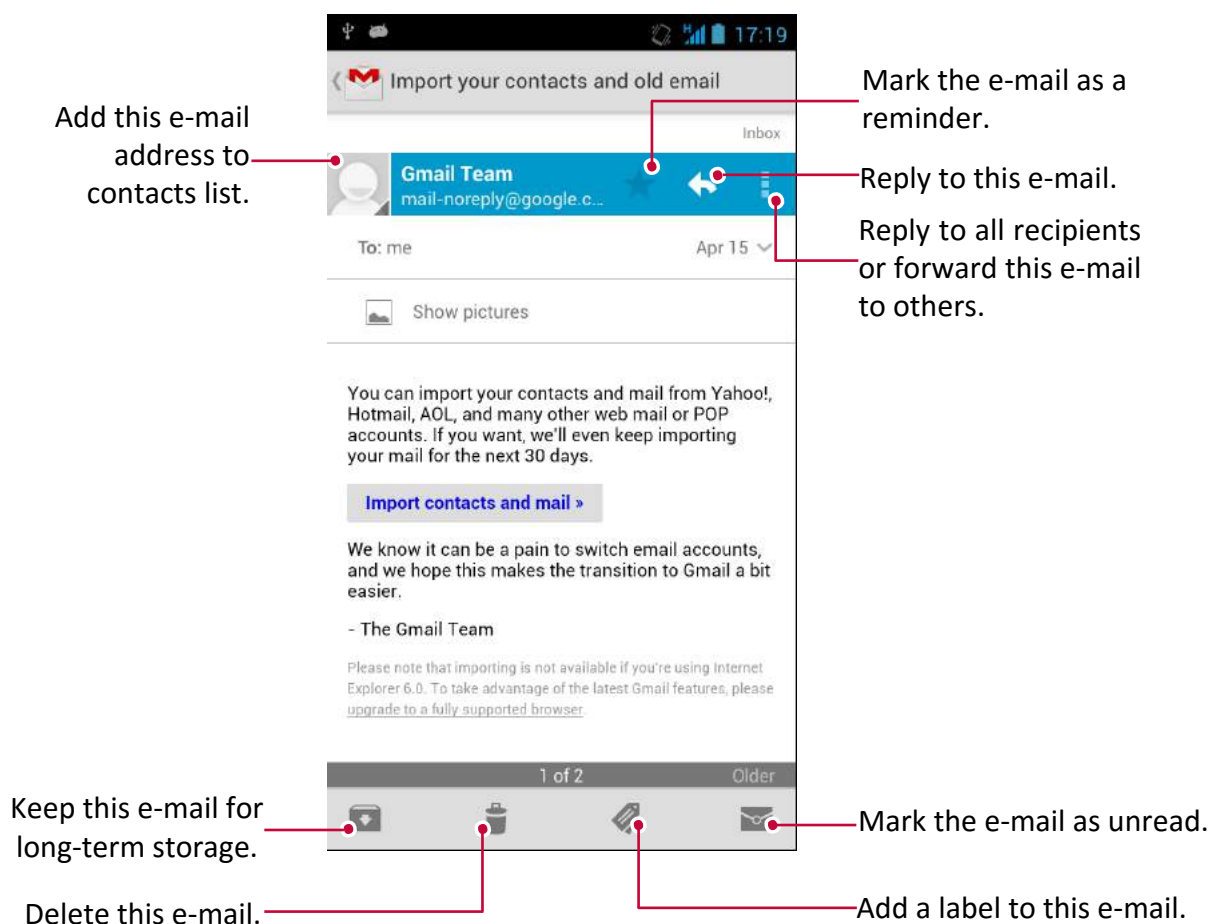 H 17:19
Import your contacts and old email
Inbox
Gmail Team
mail-noreply@google.c...
To: me
Apr 15
Show pictures
You can import your contacts and mail from Yahoo!,
Hotmail, AOL, and many other web mail or POP
accounts. If you want, we'll even keep importing
your mail for the next 30 days.
Import contacts and mail »
We know it can be a pain to switch email accounts,
and we hope this makes the transition to Gmail a bit
easier.
- The Gmail Team
Please note that importing is not available if you're using Internet
Explorer 6.0. To take advantage of the latest Gmail features, please
upgrade to a fully supported browser.
1 of 2
Older
Add this e-mail
address to
contacts list.
Mark the e-mail as a
reminder.
Reply to this e-mail.
Reply to all recipients
or forward this e-mail
to others.
Keep this e-mail for
long-term storage.
Delete this e-mail.
Mark the e-mail as unread.
Add a label to this e-mail.